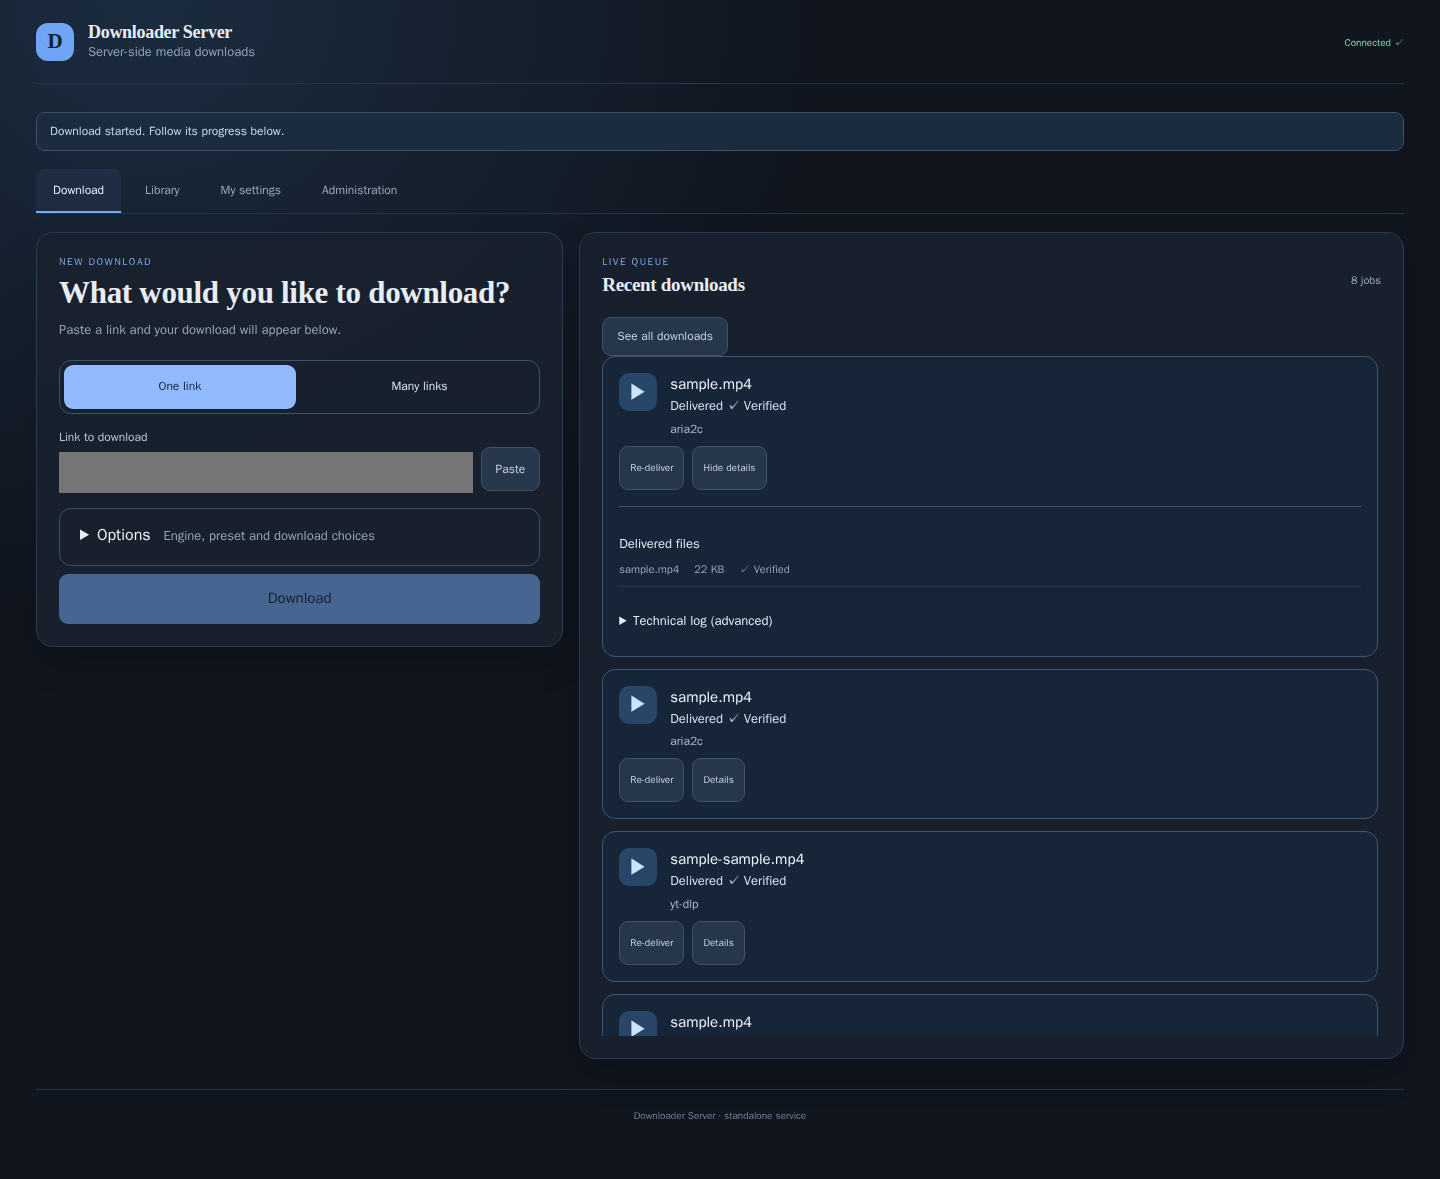 D
Downloader Server
Server-side media downloads
Connected ✓
Download started. Follow its progress below.
Download
Library
My settings
Administration
NEW DOWNLOAD
What would you like to download?
Paste a link and your download will appear below.
One link
Many links
Link to download
Paste
Options Engine, preset and download choices
Download
LIVE QUEUE
Recent downloads
8 jobs
See all downloads
sample.mp4
Delivered ✓ Verified
aria2c
Re-deliver
Hide details
Delivered files
sample.mp4 22 KB ✓ Verified
Technical log (advanced)
sample.mp4
Delivered ✓ Verified
aria2c
Re-deliver
Details
sample-sample.mp4
Delivered ✓ Verified
yt-dlp
Re-deliver
Details
sample.mp4
Downloader Server · standalone service